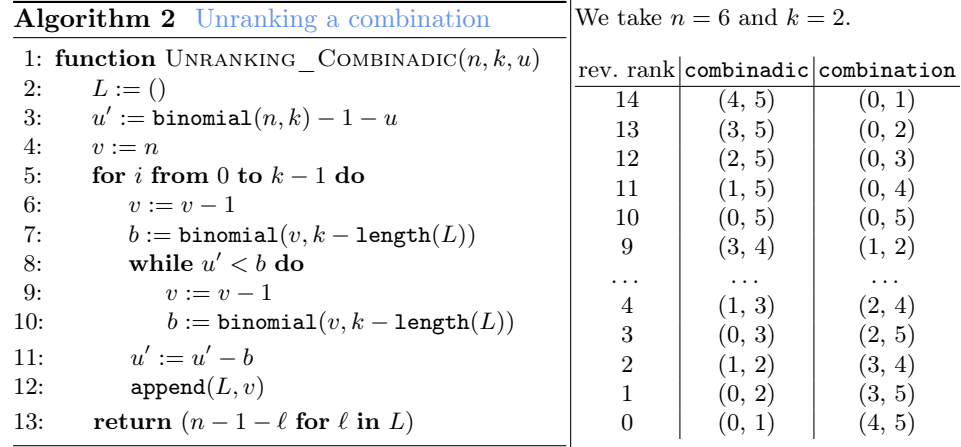 Algorithm 2 Unranking a combination
1: function UNRANKING_COMBINADIC(n, k, u)
2: L := ()
3: u′ := binomial(n, k) − 1 − u
4: v := n
5: for i from 0 to k − 1 do
6: v := v − 1
7: b := binomial(v, k − length(L))
8: while u′ < b do
9: v := v − 1
10: b := binomial(v, k − length(L))
11: u′ := u′ − b
12: append(L, v)
13: return (n − 1 − ℓ for ℓ in L)
We take n = 6 and k = 2.
rev. rank combinadic combination
14 (4, 5) (0, 1)
13 (3, 5) (0, 2)
12 (2, 5) (0, 3)
11 (1, 5) (0, 4)
10 (0, 5) (0, 5)
9 (3, 4) (1, 2)
... ... ...
4 (1, 3) (2, 4)
3 (0, 3) (2, 5)
2 (1, 2) (3, 4)
1 (0, 2) (3, 5)
0 (0, 1) (4, 5)